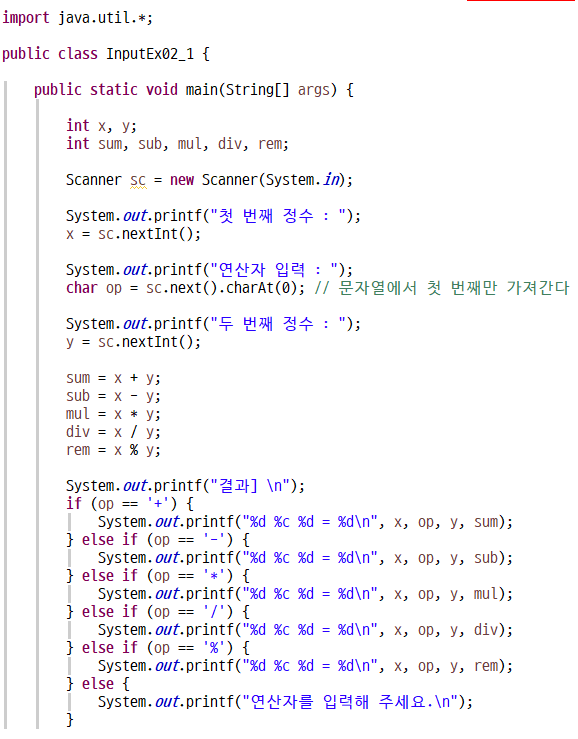 import java.util.*;
public class InputEx02_1 {
public static void main(String[] args) {
int x, y;
int sum, sub, mul, div, rem;
Scanner sc = new Scanner(System.in);
System.out.printf("첫 번째 정수 : ");
x = sc.nextInt();
System.out.printf("연산자 입력 : ");
char op = sc.next().charAt(0); // 문자열에서 첫 번째만 가져간다
System.out.printf("두 번째 정수 : ");
y = sc.nextInt();
sum = x + y;
sub = x - y;
mul = x * y;
div = x / y;
rem = x % y;
System.out.printf("결과] \n");
if (op == '+') {
System.out.printf("%d %c %d = %d\n", x, op, y, sum);
} else if (op == '-') {
System.out.printf("%d %c %d = %d\n", x, op, y, sub);
} else if (op == '*') {
System.out.printf("%d %c %d = %d\n", x, op, y, mul);
} else if (op == '/') {
System.out.printf("%d %c %d = %d\n", x, op, y, div);
} else if (op == '%') {
System.out.printf("%d %c %d = %d\n", x, op, y, rem);
} else {
System.out.printf("연산자를 입력해 주세요.\n");
}